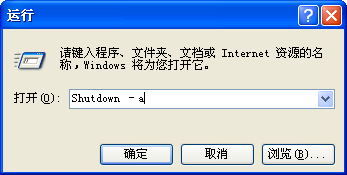 运行
请键入程序、文件夹、文档或 Internet 资源的名
称,Windows 将为您打开它。
打开(O): Shutdown -a
确定 取消 浏览(B)...